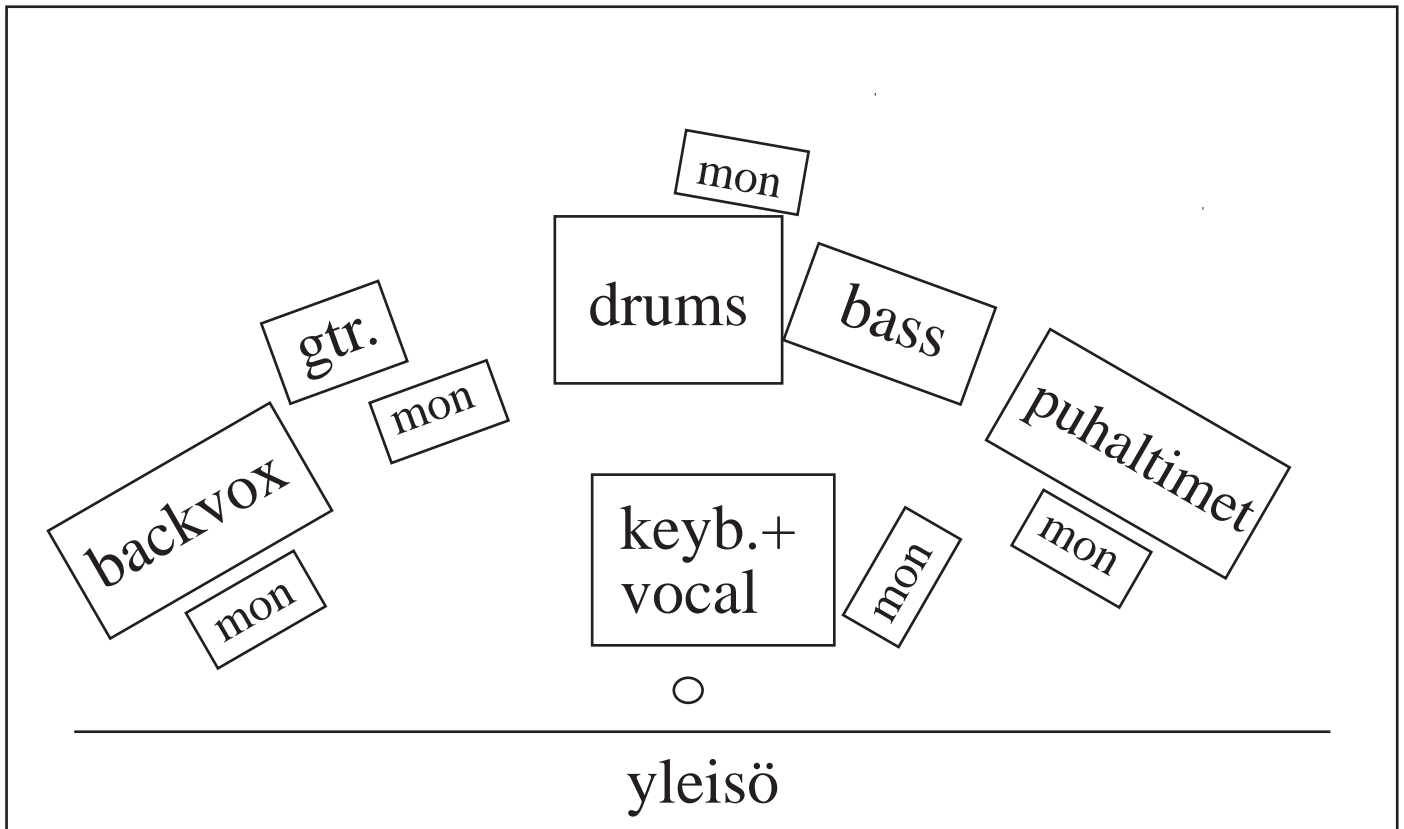 mon
drums
bass
gtr.
mon
puhaltimet
backvox
mon
keyb.+
vocal
mon
mon
yleisö